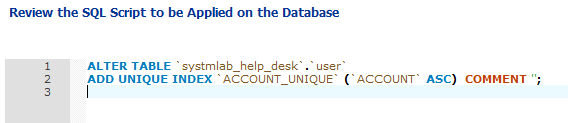 Review the SQL Script to be Applied on the Database
1 ALTER TABLE `systmlab_help_desk`.`user`
2 ADD UNIQUE INDEX `ACCOUNT_UNIQUE` (`ACCOUNT` ASC)  COMMENT '';
3